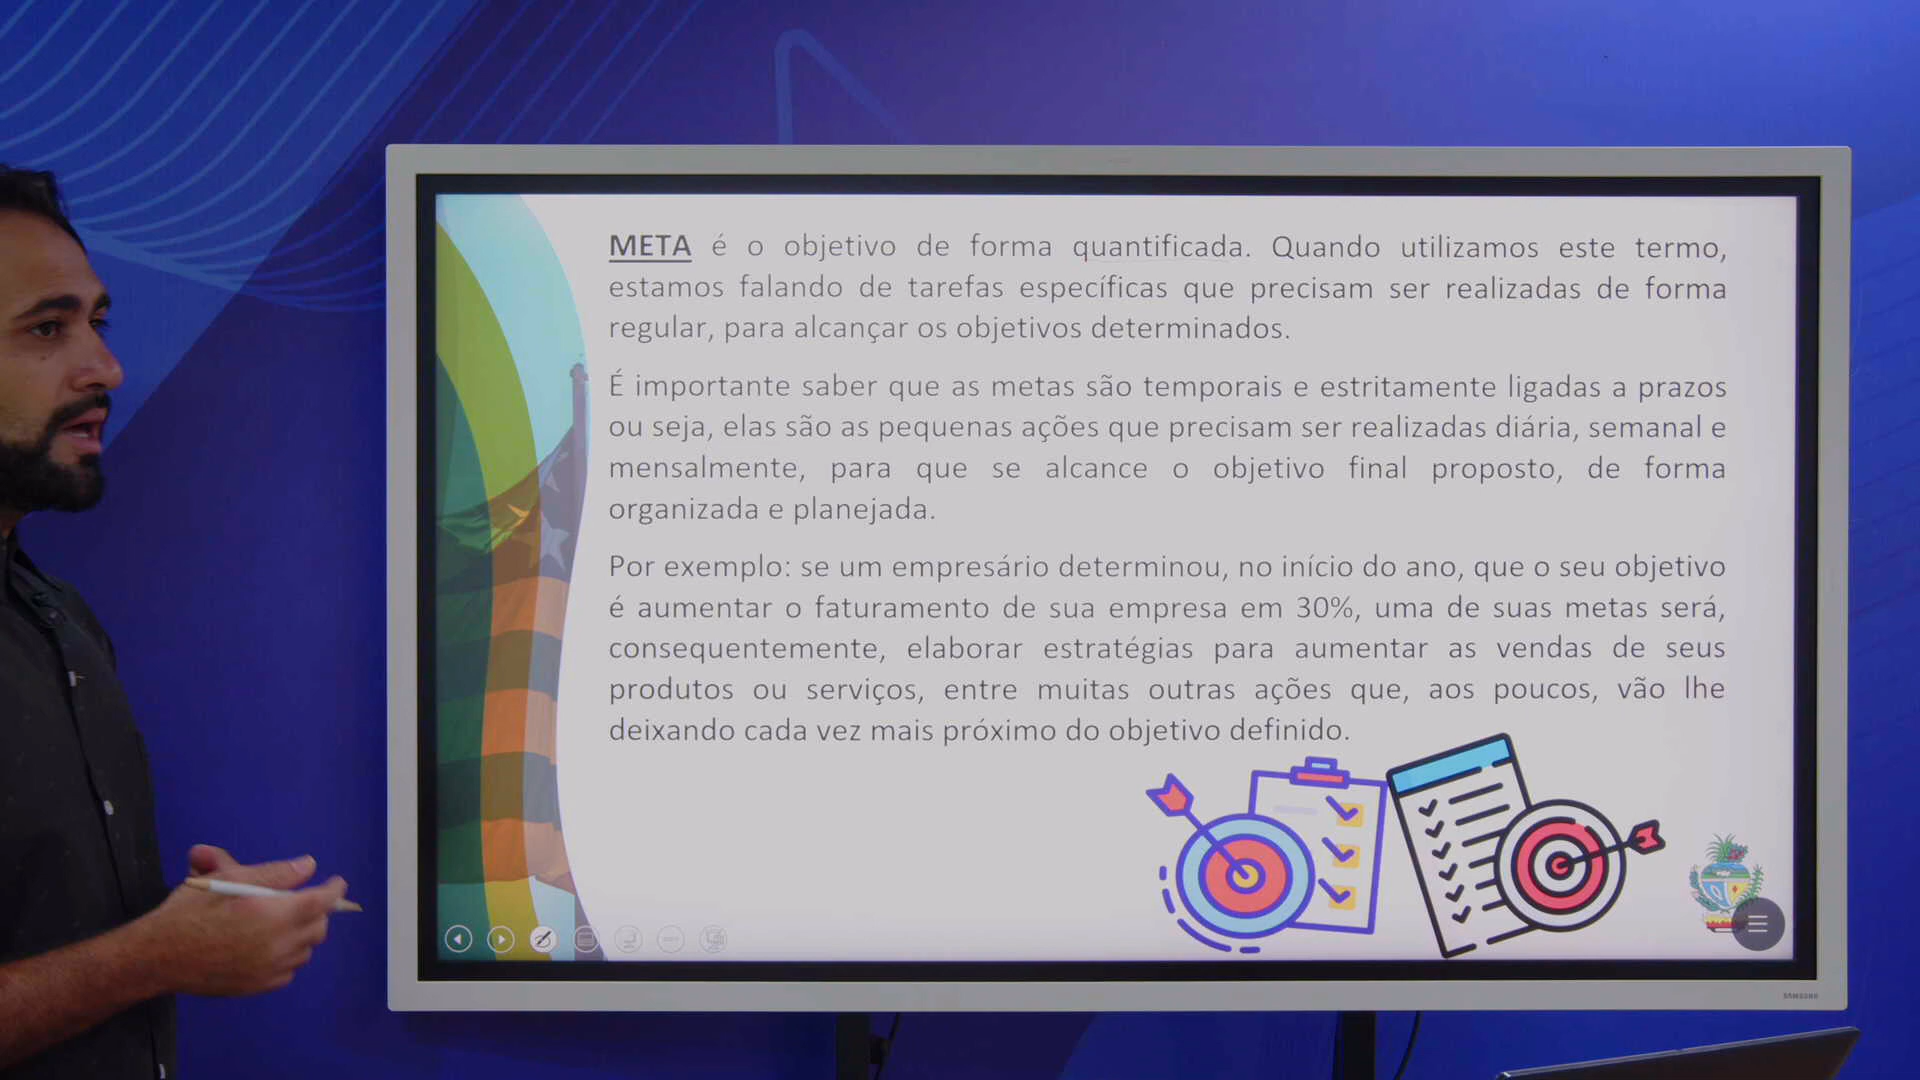 META é o objetivo de forma quantificada. Quando utilizamos este termo,
estamos falando de tarefas específicas que precisam ser realizadas de forma
regular, para alcançar os objetivos determinados.
É importante saber que as metas são temporais e estritamente ligadas a prazos
ou seja, elas são as pequenas ações que precisam ser realizadas diária, semanal e
mensalmente, para que se alcance o objetivo final proposto, de forma
organizada e planejada.
Por exemplo: se um empresário determinou, no início do ano, que o seu objetivo
é aumentar o faturamento de sua empresa em 30%, uma de suas metas será,
consequentemente, elaborar estratégias para aumentar as vendas de seus
produtos ou serviços, entre muitas outras ações que, aos poucos, vão lhe
deixando cada vez mais próximo do objetivo definido.
SAMSUNG